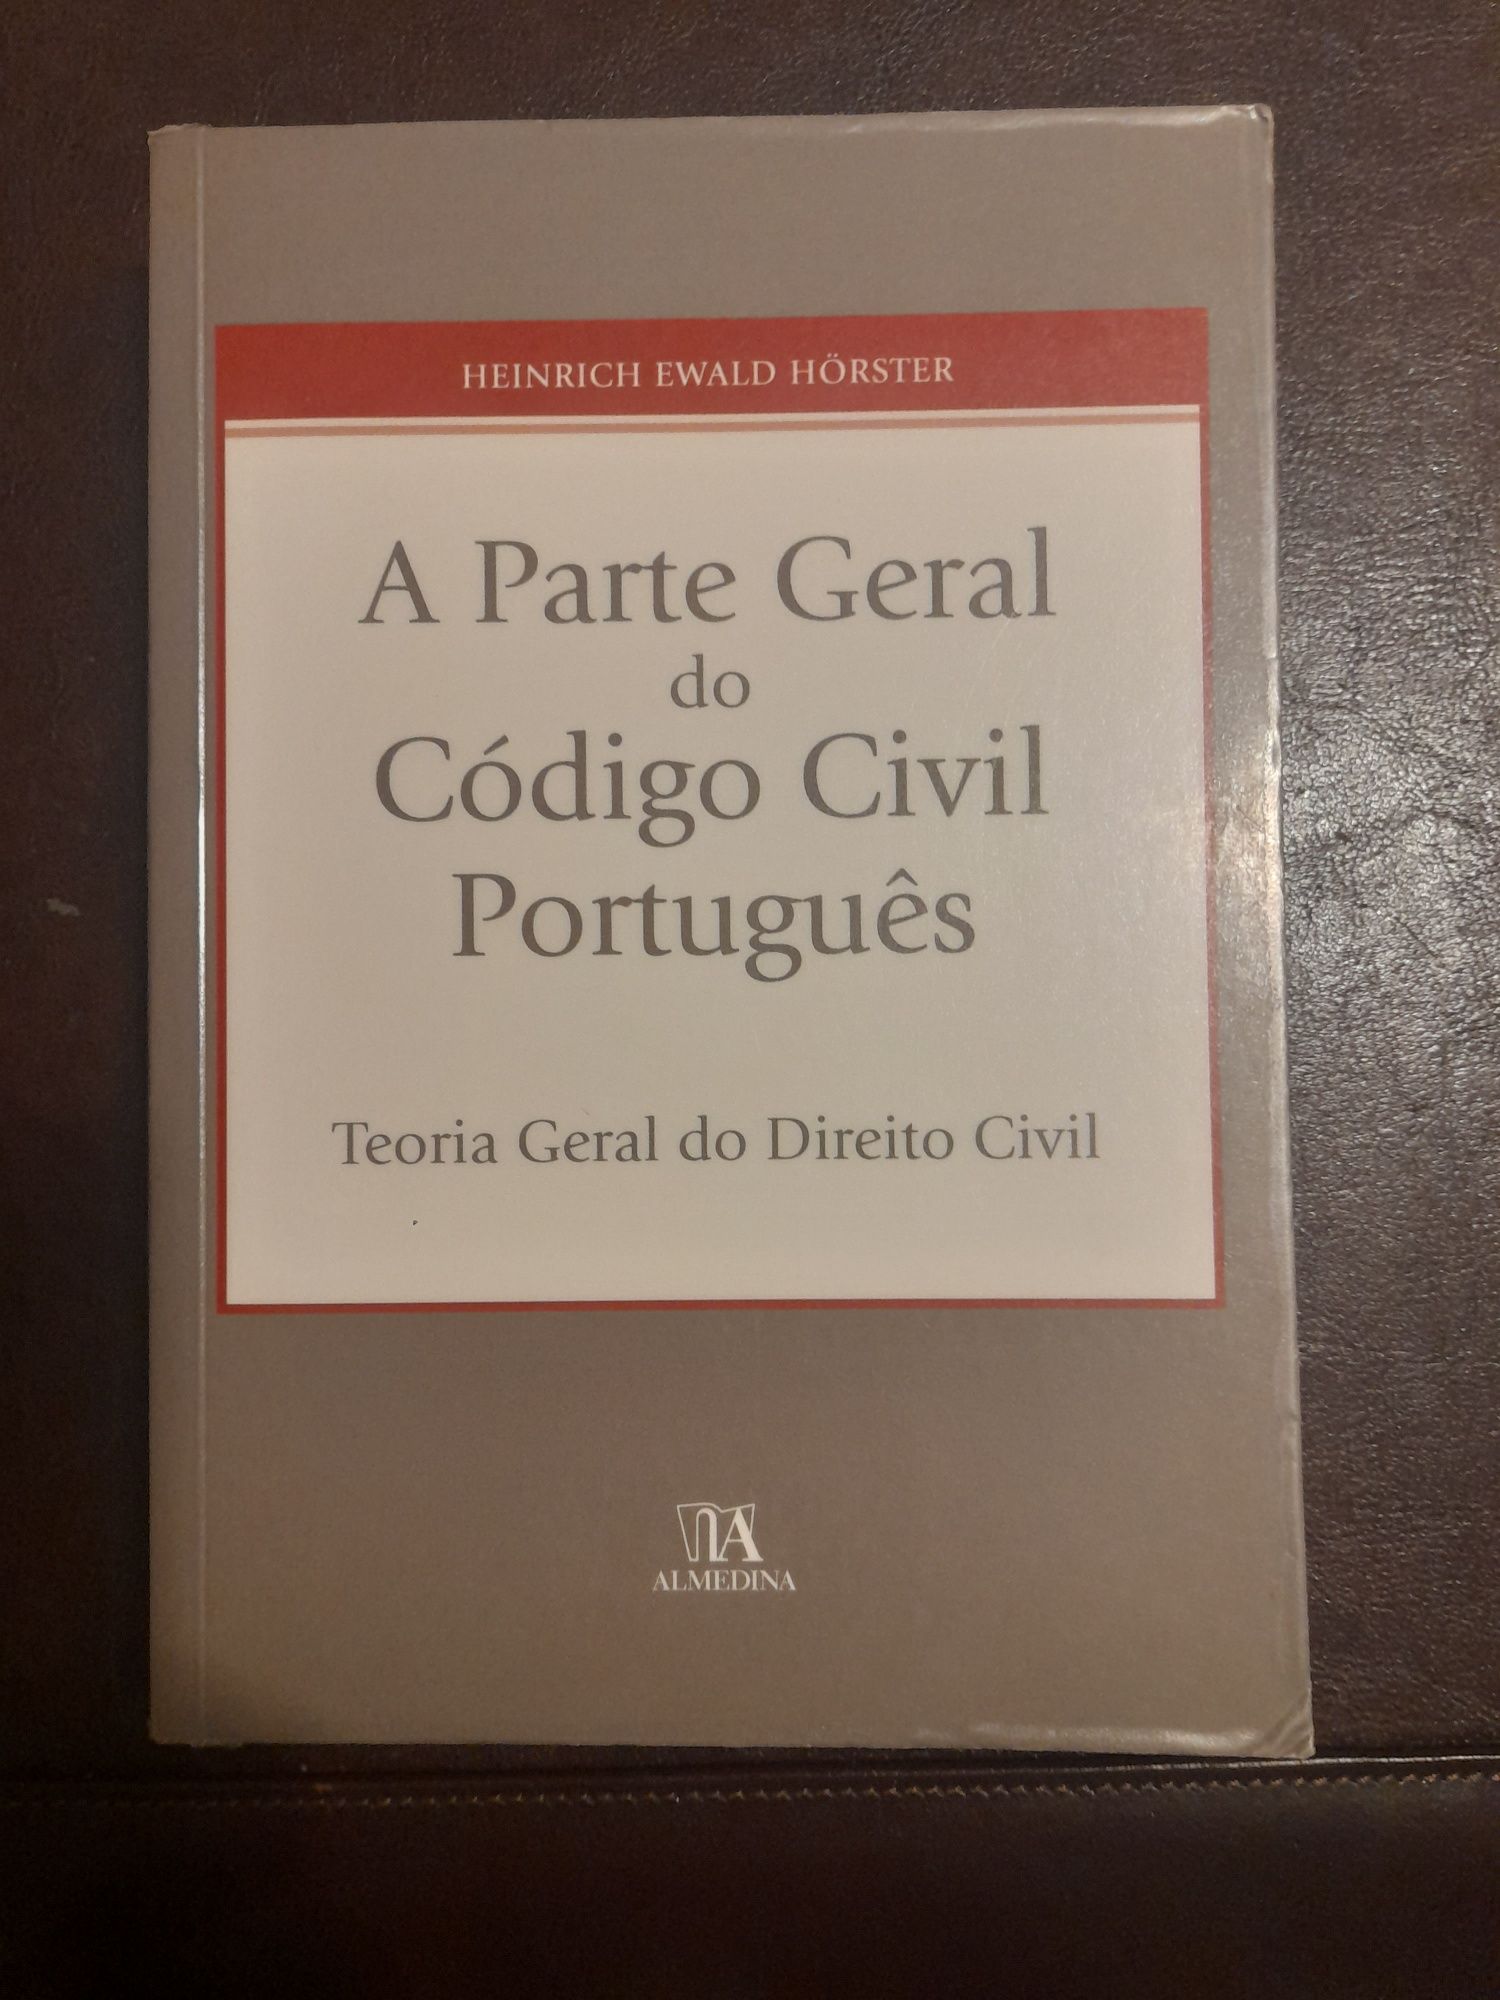 HEINRICH EWALD HÖRSTER
A Parte Geral
do
Código Civil
Português
Teoria Geral do Direito Civil
ALMEDINA